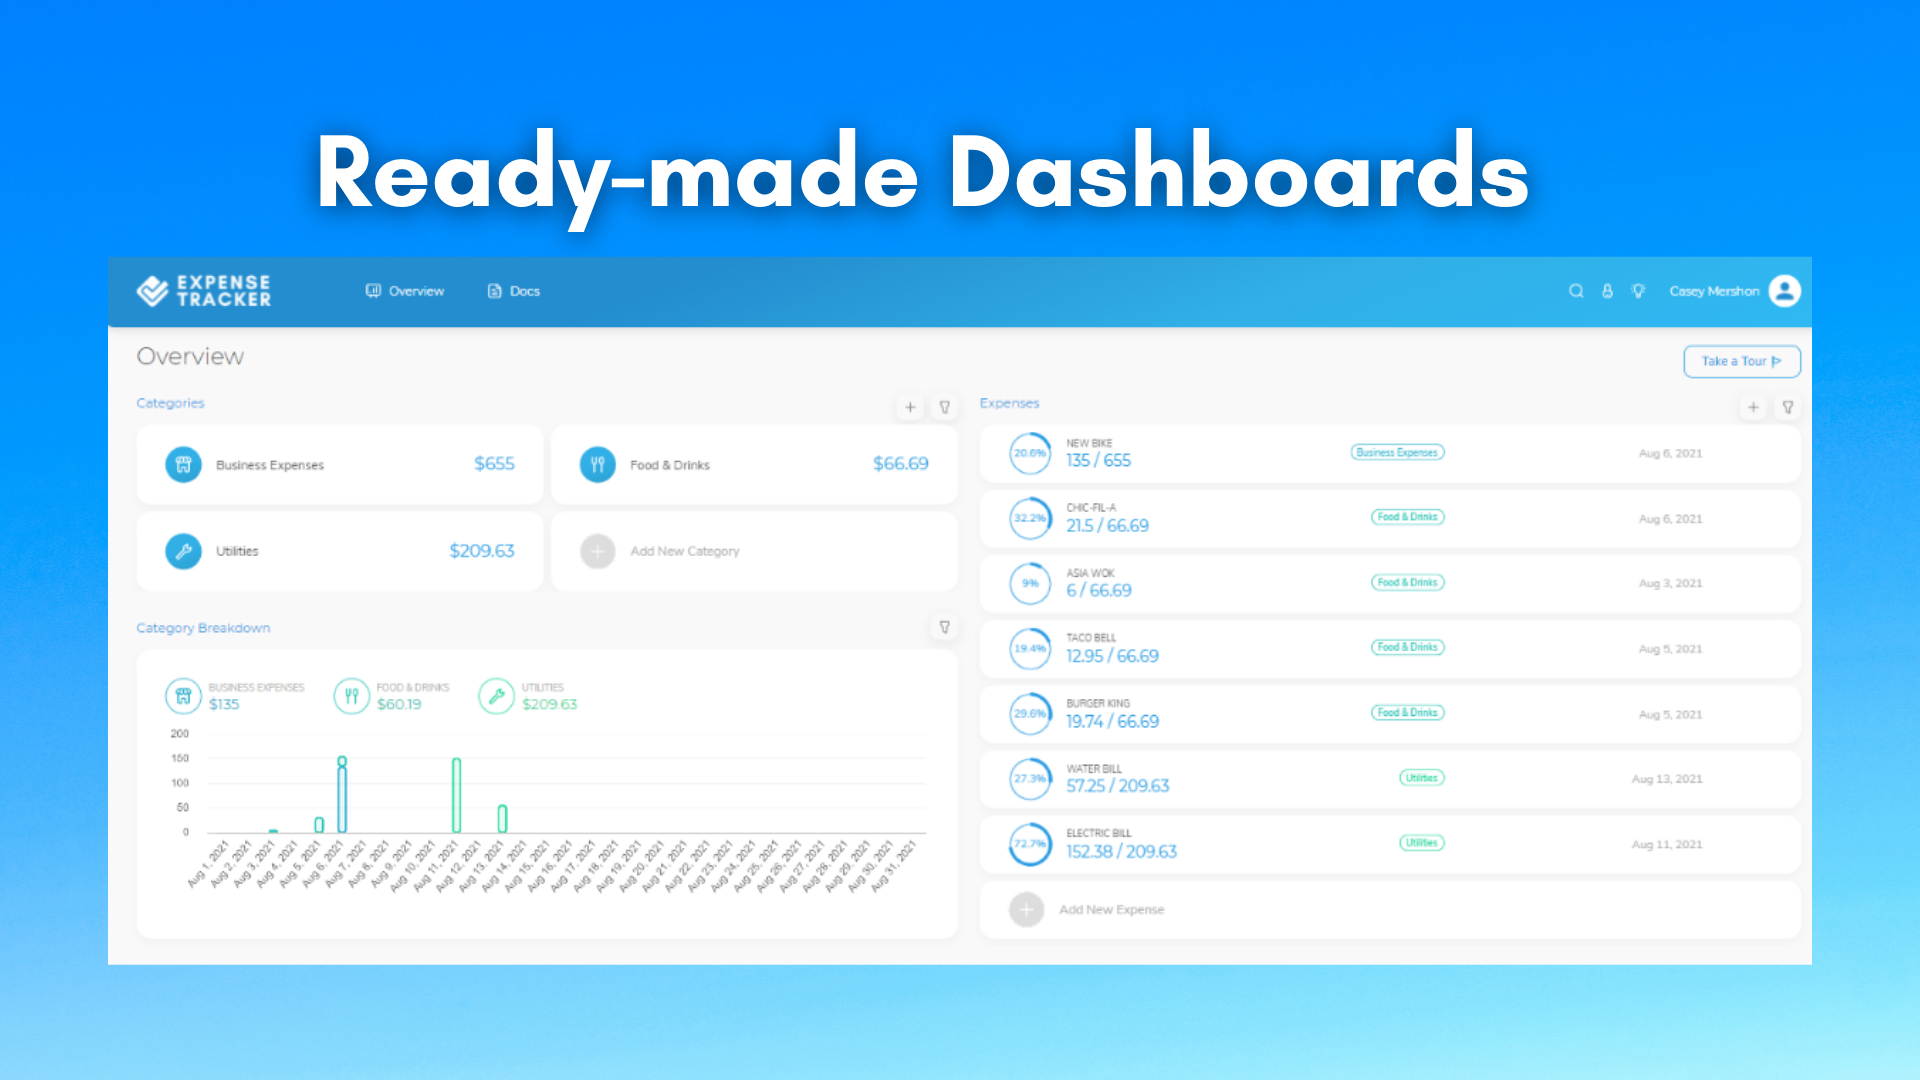 Ready-made Dashboards
EXPENSE
TRACKER
Overview
Docs
Casey Mershon
Overview
Take a Tour
Categories
Business Expenses
$655
Food & Drinks
$66.69
Utilities
$209.63
Add New Category
Category Breakdown
BUSINESS EXPENSES
$135
FOOD & DRINKS
$60.19
UTILITIES
$209.63
200
150
100
50
0
Aug 1, 2021
Aug 2, 2021
Aug 3, 2021
Aug 4, 2021
Aug 5, 2021
Aug 6, 2021
Aug 7, 2021
Aug 8, 2021
Aug 9, 2021
Aug 10, 2021
Aug 11, 2021
Aug 12, 2021
Aug 13, 2021
Aug 14, 2021
Aug 15, 2021
Aug 16, 2021
Aug 17, 2021
Aug 18, 2021
Aug 19, 2021
Aug 20, 2021
Aug 21, 2021
Aug 22, 2021
Aug 23, 2021
Aug 24, 2021
Aug 25, 2021
Aug 26, 2021
Aug 27, 2021
Aug 28, 2021
Aug 29, 2021
Aug 30, 2021
Aug 31, 2021
Expenses
20.6%
NEW BIKE
135 / 655
Business Expenses
Aug 6, 2021
32.2%
CHIC-FIL-A
21.5 / 66.69
Food & Drinks
Aug 6, 2021
9%
ASIA WOK
6 / 66.69
Food & Drinks
Aug 3, 2021
19.4%
TACO BELL
12.95 / 66.69
Food & Drinks
Aug 5, 2021
29.6%
BURGER KING
19.74 / 66.69
Food & Drinks
Aug 5, 2021
27.3%
WATER BILL
57.25 / 209.63
Utilities
Aug 13, 2021
72.7%
ELECTRIC BILL
152.38 / 209.63
Utilities
Aug 11, 2021
Add New Expense